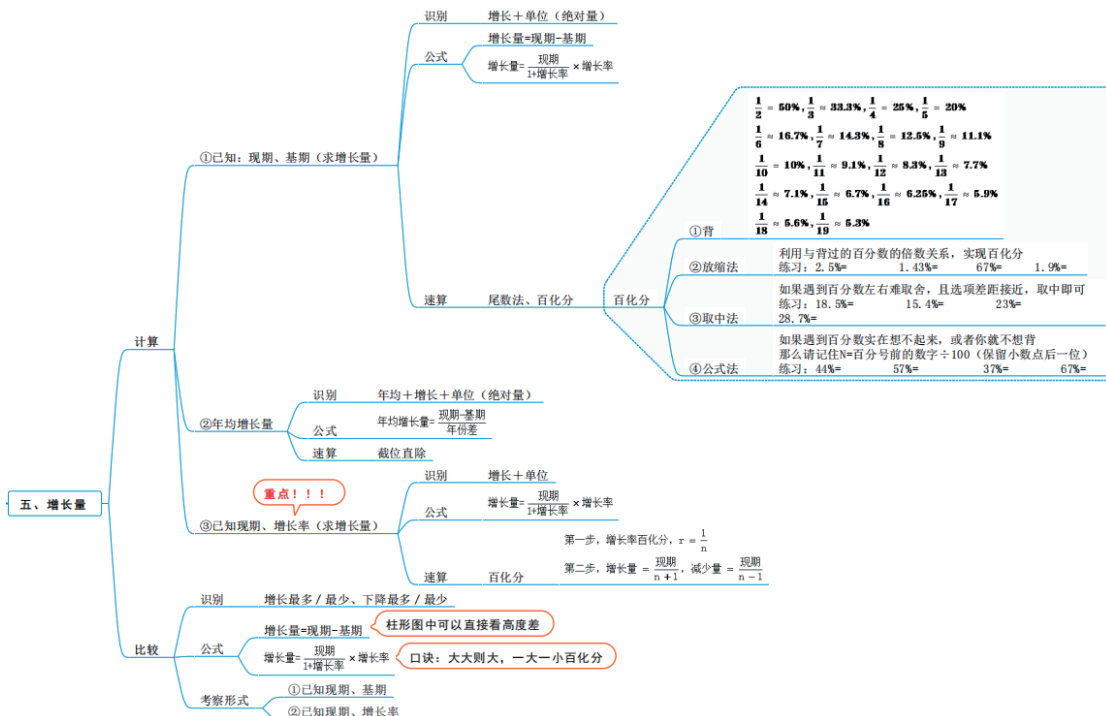 五、增长量
计算
①已知：现期、基期（求增长量）
识别
增长＋单位（绝对量）
公式
增长量=现期-基期
增长量=现期/1+增长率 × 增长率
速算
尾数法、百化分
百化分
①背
1/2 = 50%, 1/3 ≈ 33.3%, 1/4 = 25%, 1/5 = 20%
1/6 ≈ 16.7%, 1/7 ≈ 14.3%, 1/8 = 12.5%, 1/9 ≈ 11.1%
1/10 = 10%, 1/11 ≈ 9.1%, 1/12 ≈ 8.3%, 1/13 ≈ 7.7%
1/14 ≈ 7.1%, 1/15 ≈ 6.7%, 1/16 ≈ 6.25%, 1/17 ≈ 5.9%
1/18 ≈ 5.6%, 1/19 ≈ 5.3%
②放缩法
利用与背过的百分数的倍数关系，实现百化分
练习：2.5%= 1.43%= 67%= 1.9%=
③取中法
如果遇到百分数左右难取舍，且选项差距接近，取中即可
练习：18.5%= 15.4%= 23%=
28.7%=
④公式法
如果遇到百分数实在想不起来，或者你就不想背
那么请记住N=百分号前的数字÷100（保留小数点后一位）
练习：44%= 57%= 37%= 67%=
②年均增长量
识别
年均＋增长＋单位（绝对量）
公式
年均增长量=现期-基期/年份差
速算
截位直除
重点！！！
③已知现期、增长率（求增长量）
识别
增长＋单位
公式
增长量=现期/1+增长率 × 增长率
速算
百化分
第一步，增长率百化分，r = 1/n
第二步，增长量 = 现期/n + 1，减少量 = 现期/n - 1
比较
识别
增长最多/最少、下降最多/最少
公式
增长量=现期-基期
柱形图中可以直接看高度差
增长量=现期/1+增长率 × 增长率
口诀：大大则大，一大一小百化分
考察形式
①已知现期、基期
②已知现期、增长率